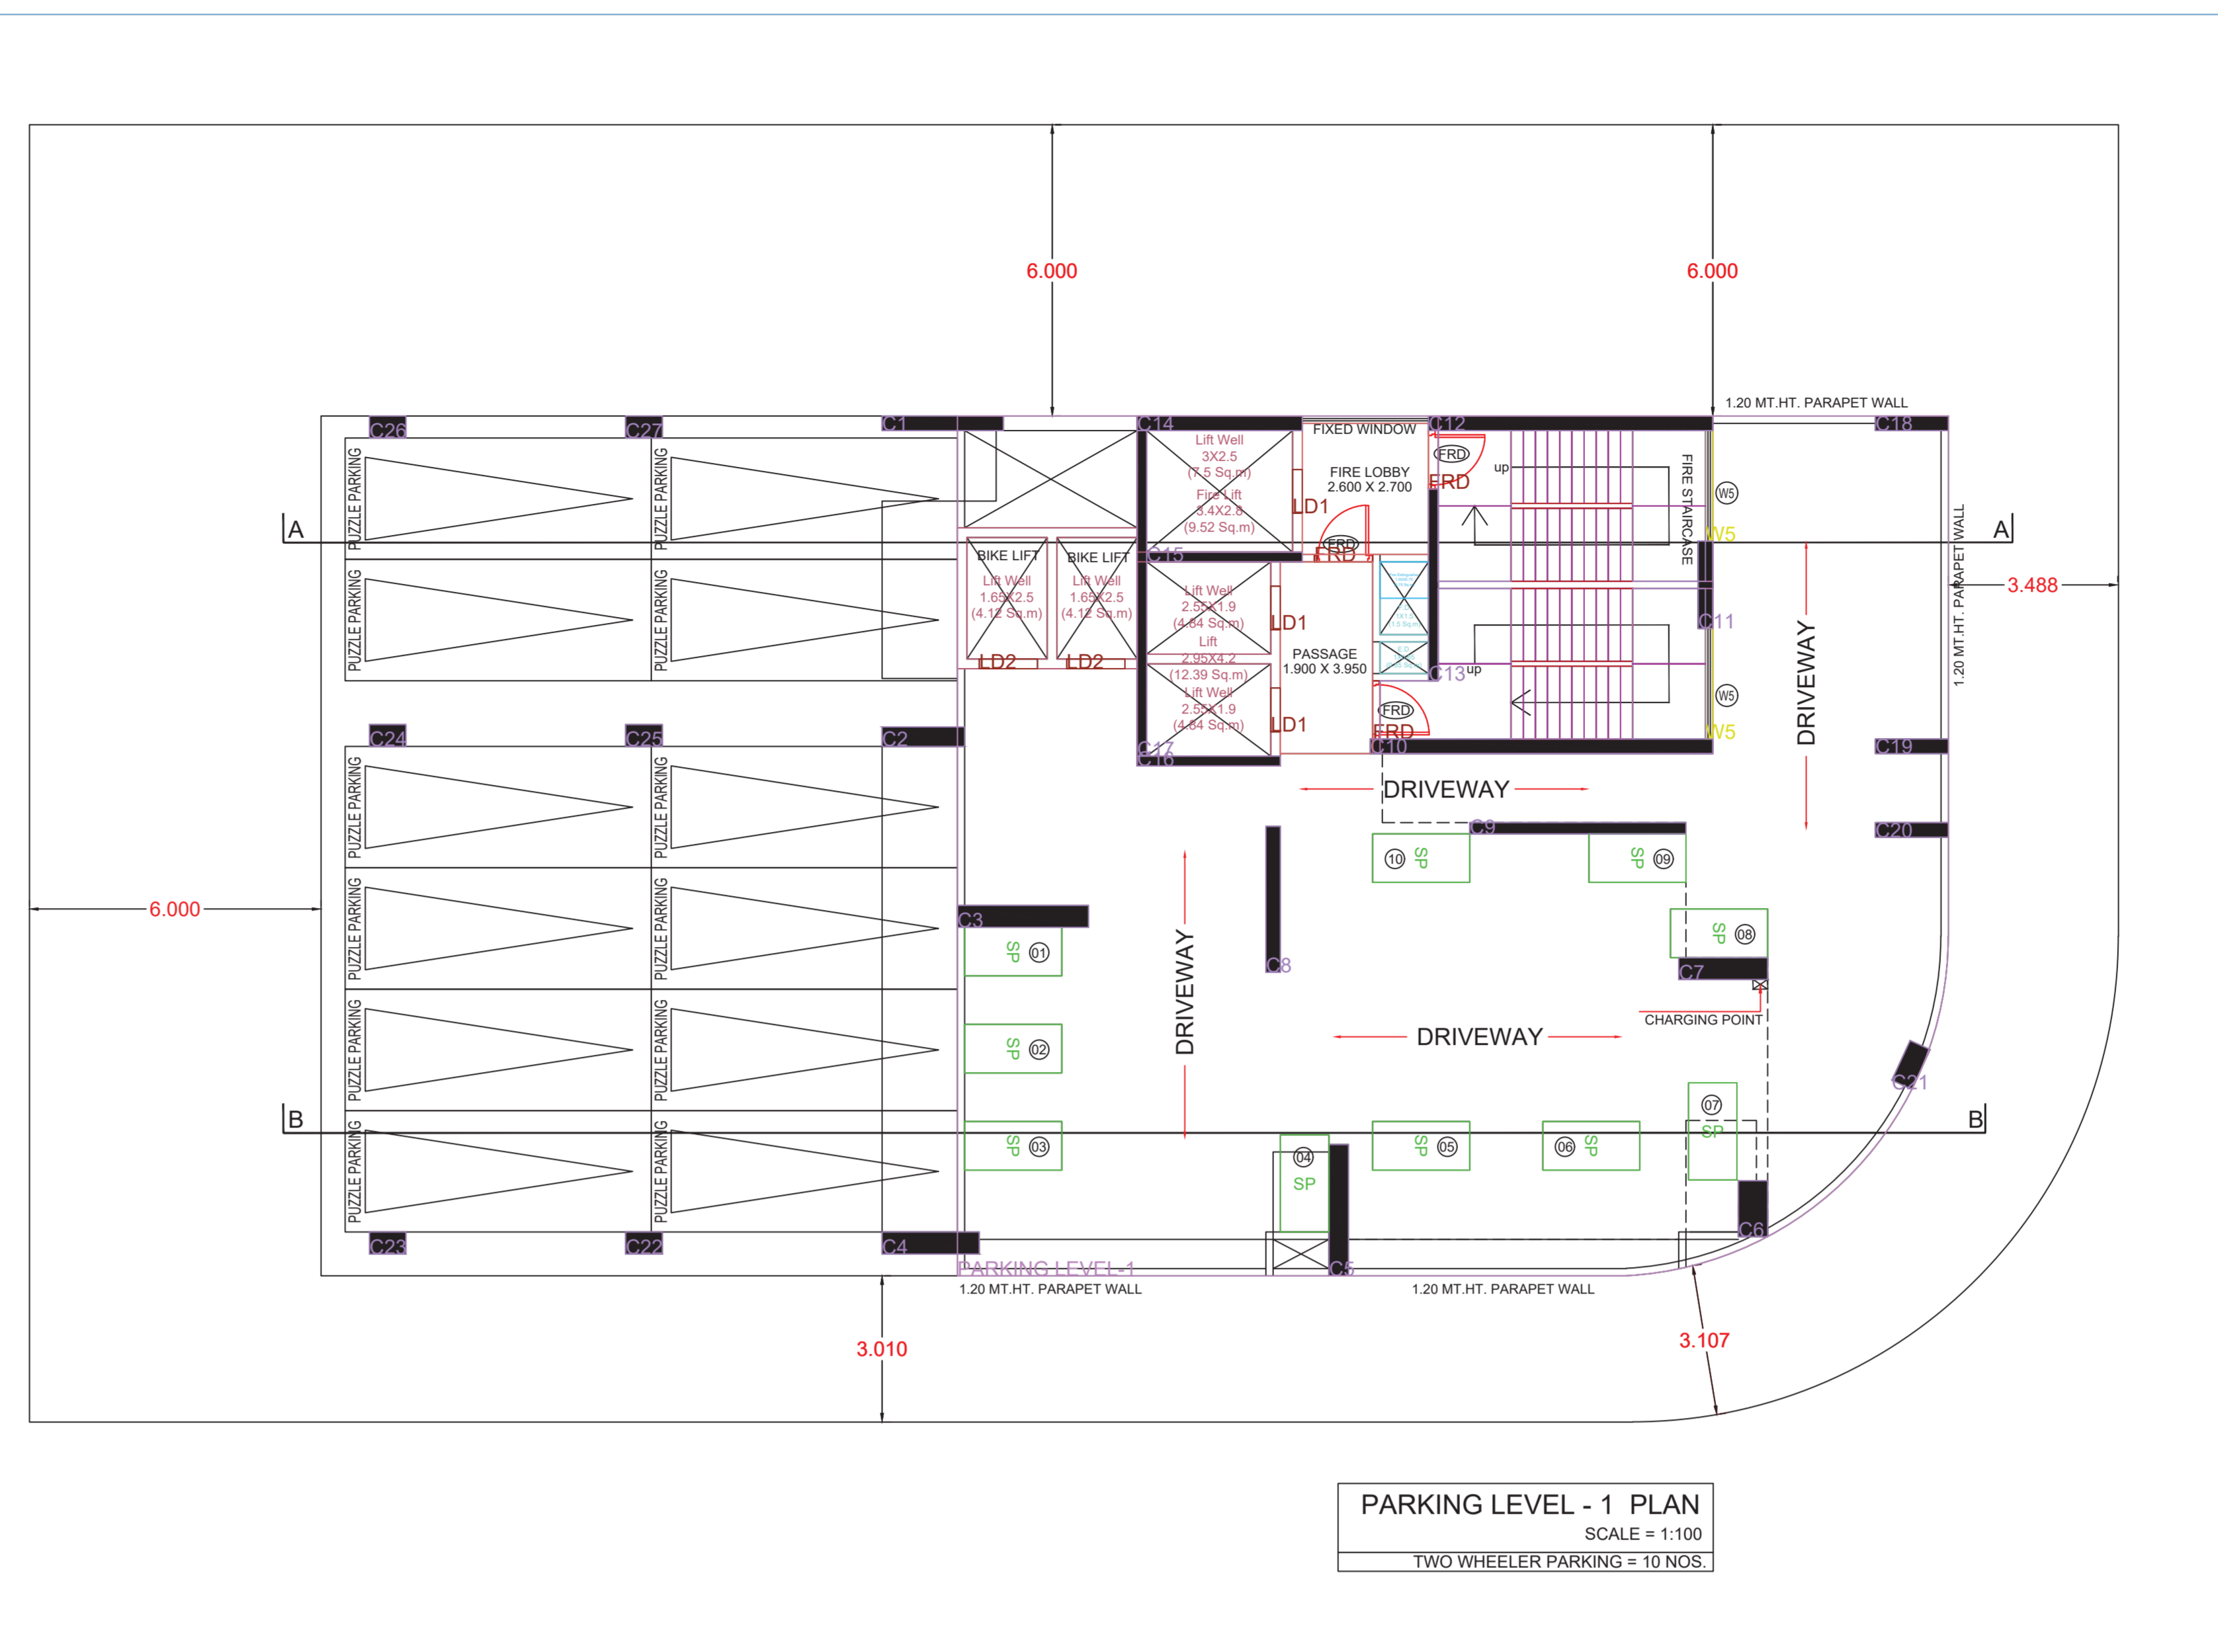 6.000
6.000
1.20 MT.HT. PARAPET WALL
C26
C27
C1
C14
C12
C18
FIXED WINDOW
Lift Well
3X2.5
(7.5 Sq.m)
Fire Lift
3.4X2.8
(9.52 Sq.m)
LD1
FIRE LOBBY
2.600 X 2.700
FRD
FRD
up
FIRE STAIRCASE
W5
W5
PUZZLE PARKING
PUZZLE PARKING
A
A
FRD
FRD
C15
BIKE LIFT
BIKE LIFT
Lift Well
1.65X2.5
(4.12 Sq.m)
Lift Well
1.65X2.5
(4.12 Sq.m)
LD2
LD2
Lift Well
2.55X1.9
(4.84 Sq.m)
LD1
Lift
2.95X4.2
(12.39 Sq.m)
Lift Well
2.55X1.9
(4.84 Sq.m)
LD1
PASSAGE
1.900 X 3.950
C13
up
C11
1.20 MT.HT. PARAPET WALL
3.488
DRIVEWAY
PUZZLE PARKING
PUZZLE PARKING
FRD
FRD
W5
W5
C24
C25
C2
C17
C16
C10
C19
DRIVEWAY
PUZZLE PARKING
PUZZLE PARKING
C9
C20
10
SP
SP
09
6.000
PUZZLE PARKING
PUZZLE PARKING
C3
SP
01
DRIVEWAY
C8
SP
08
C7
CHARGING POINT
PUZZLE PARKING
PUZZLE PARKING
SP
02
DRIVEWAY
C21
B
B
PUZZLE PARKING
PUZZLE PARKING
SP
03
04
SP
SP
05
06
SP
07
SP
C23
C22
C4
C5
C6
PARKING LEVEL-1
1.20 MT.HT. PARAPET WALL
1.20 MT.HT. PARAPET WALL
3.010
3.107
PARKING LEVEL - 1 PLAN
SCALE = 1:100
TWO WHEELER PARKING = 10 NOS.